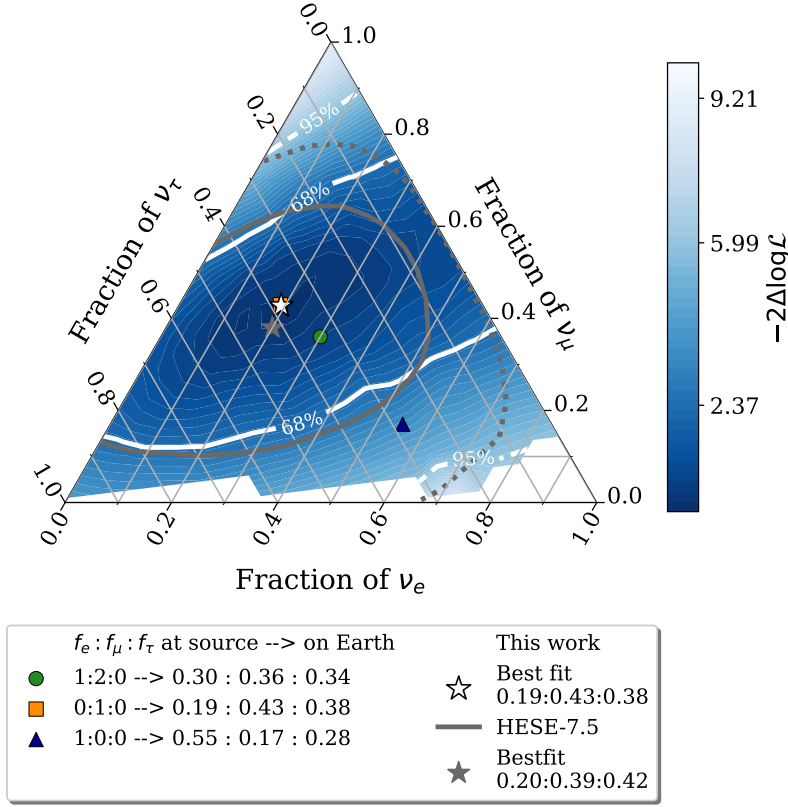 0.0
1.0
0.2
95%
0.8
9.21
68%
0.4
Fraction of ντ
Fraction of νμ
0.6
5.99
−2ΔlogL
0.6
0.4
0.8
68%
0.2
2.37
95%
1.0
0.0
0.0
0.2
0.4
0.6
0.8
1.0
Fraction of νe
fe : fμ : fτ at source --> on Earth
1:2:0 --> 0.30 : 0.36 : 0.34
0:1:0 --> 0.19 : 0.43 : 0.38
1:0:0 --> 0.55 : 0.17 : 0.28
This work
Best fit
0.19:0.43:0.38
HESE-7.5
Bestfit
0.20:0.39:0.42